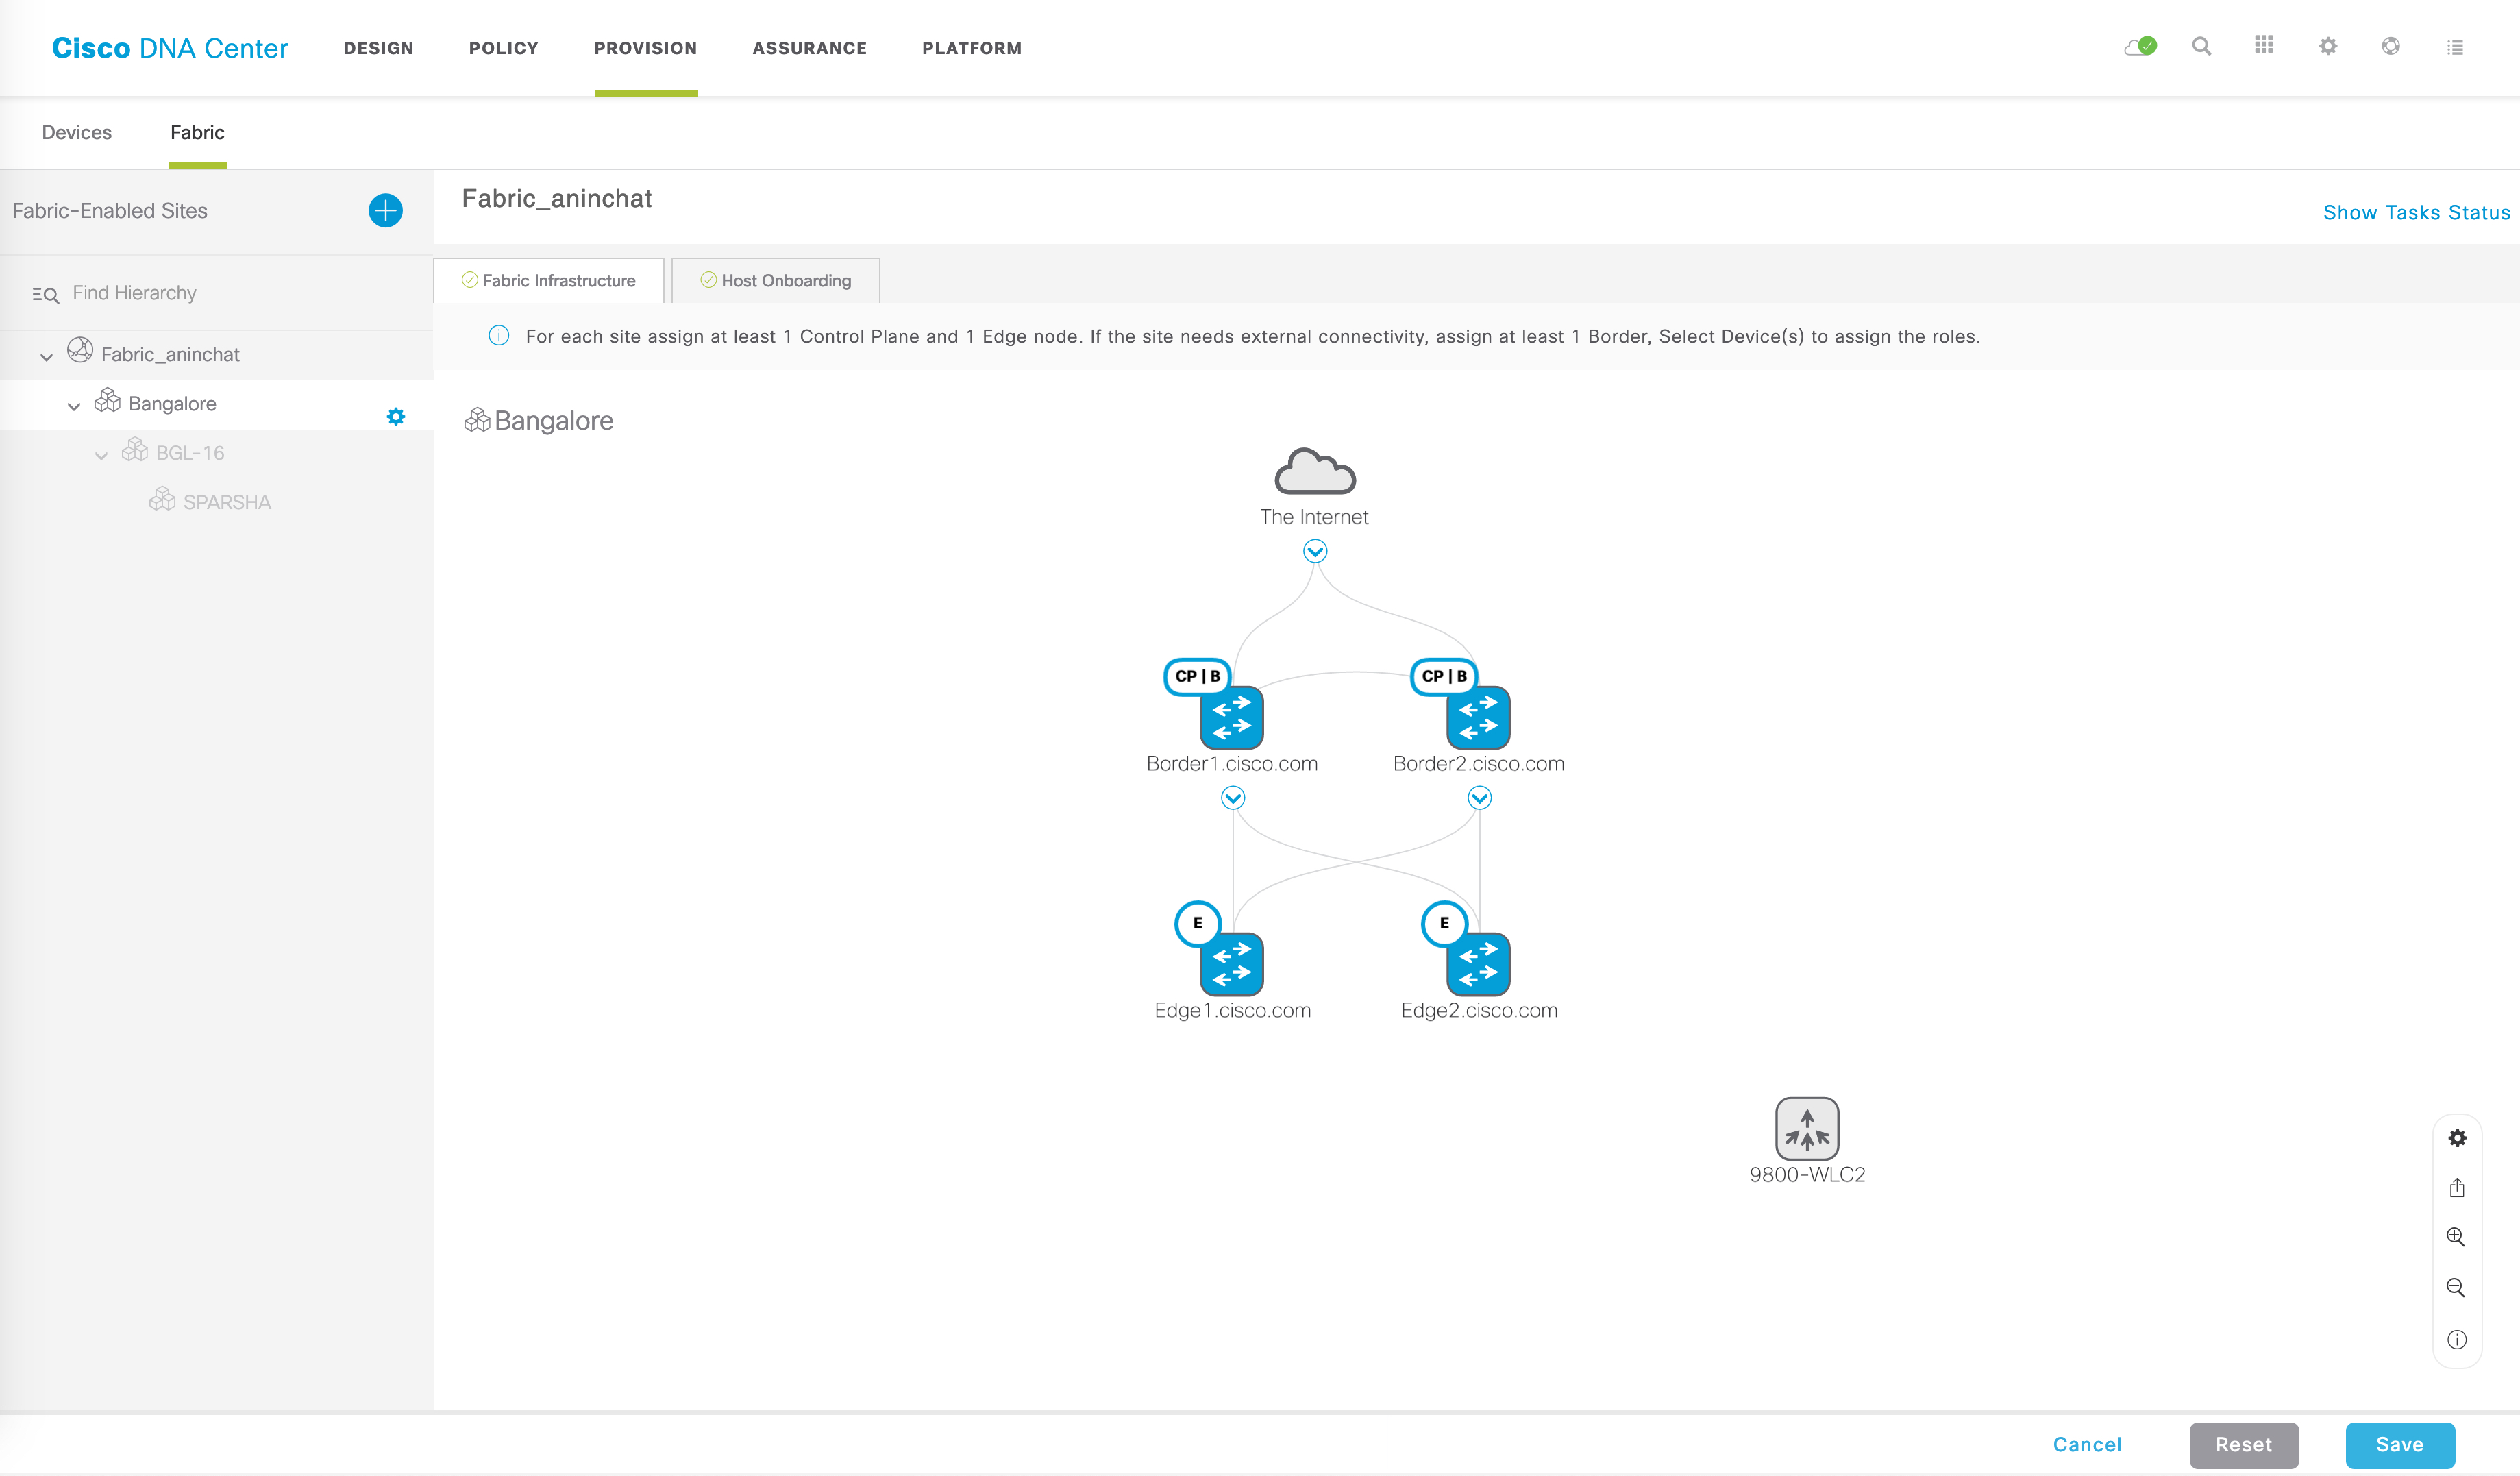 Cisco DNA Center DESIGN POLICY PROVISION ASSURANCE PLATFORM
Devices Fabric
Fabric-Enabled Sites
Find Hierarchy
Fabric_aninchat
Bangalore
BGL-16
SPARSHA
Fabric_aninchat
Show Tasks Status
Fabric Infrastructure Host Onboarding
For each site assign at least 1 Control Plane and 1 Edge node. If the site needs external connectivity, assign at least 1 Border, Select Device(s) to assign the roles.
Bangalore
The Internet
CP | B CP | B
Border1.cisco.com Border2.cisco.com
E E
Edge1.cisco.com Edge2.cisco.com
9800-WLC2
Cancel Reset Save